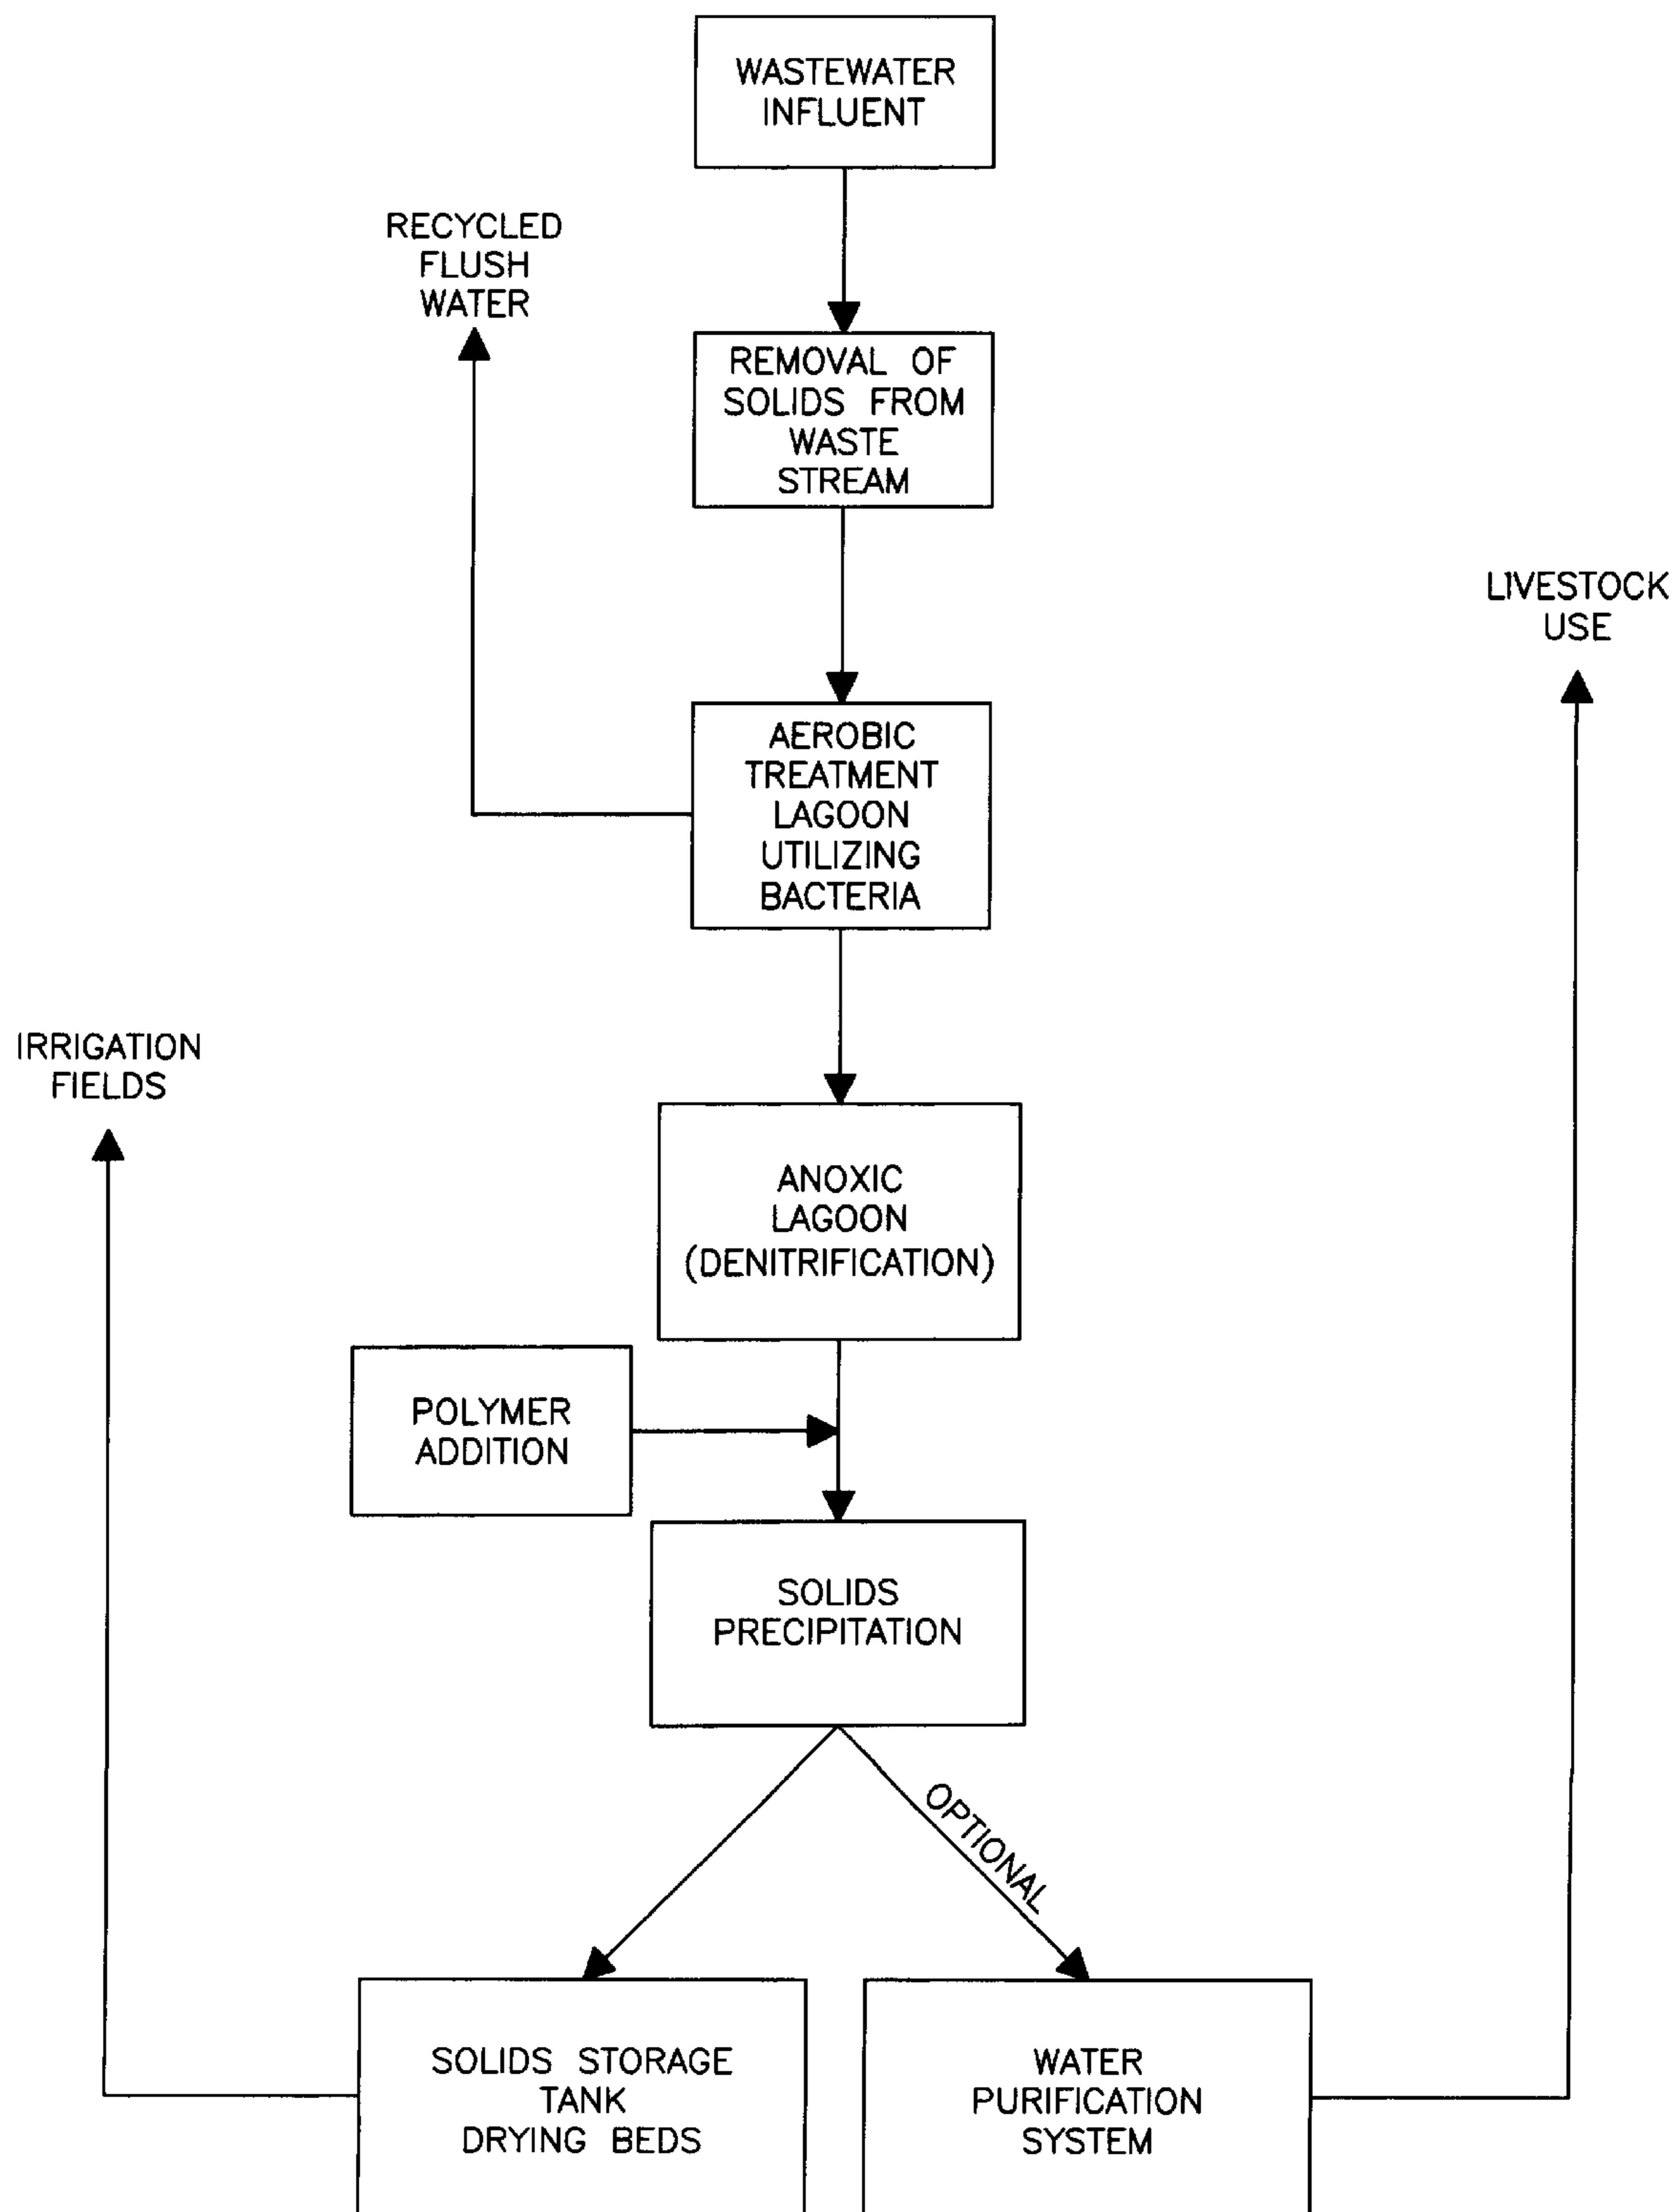 WASTEWATER
INFLUENT
RECYCLED
FLUSH
WATER
REMOVAL OF
SOLIDS FROM
WASTE
STREAM
LIVESTOCK
USE
AEROBIC
TREATMENT
LAGOON
UTILIZING
BACTERIA
IRRIGATION
FIELDS
ANOXIC
LAGOON
(DENITRIFICATION)
POLYMER
ADDITION
SOLIDS
PRECIPITATION
OPTIONAL
SOLIDS STORAGE
TANK
DRYING BEDS
WATER
PURIFICATION
SYSTEM